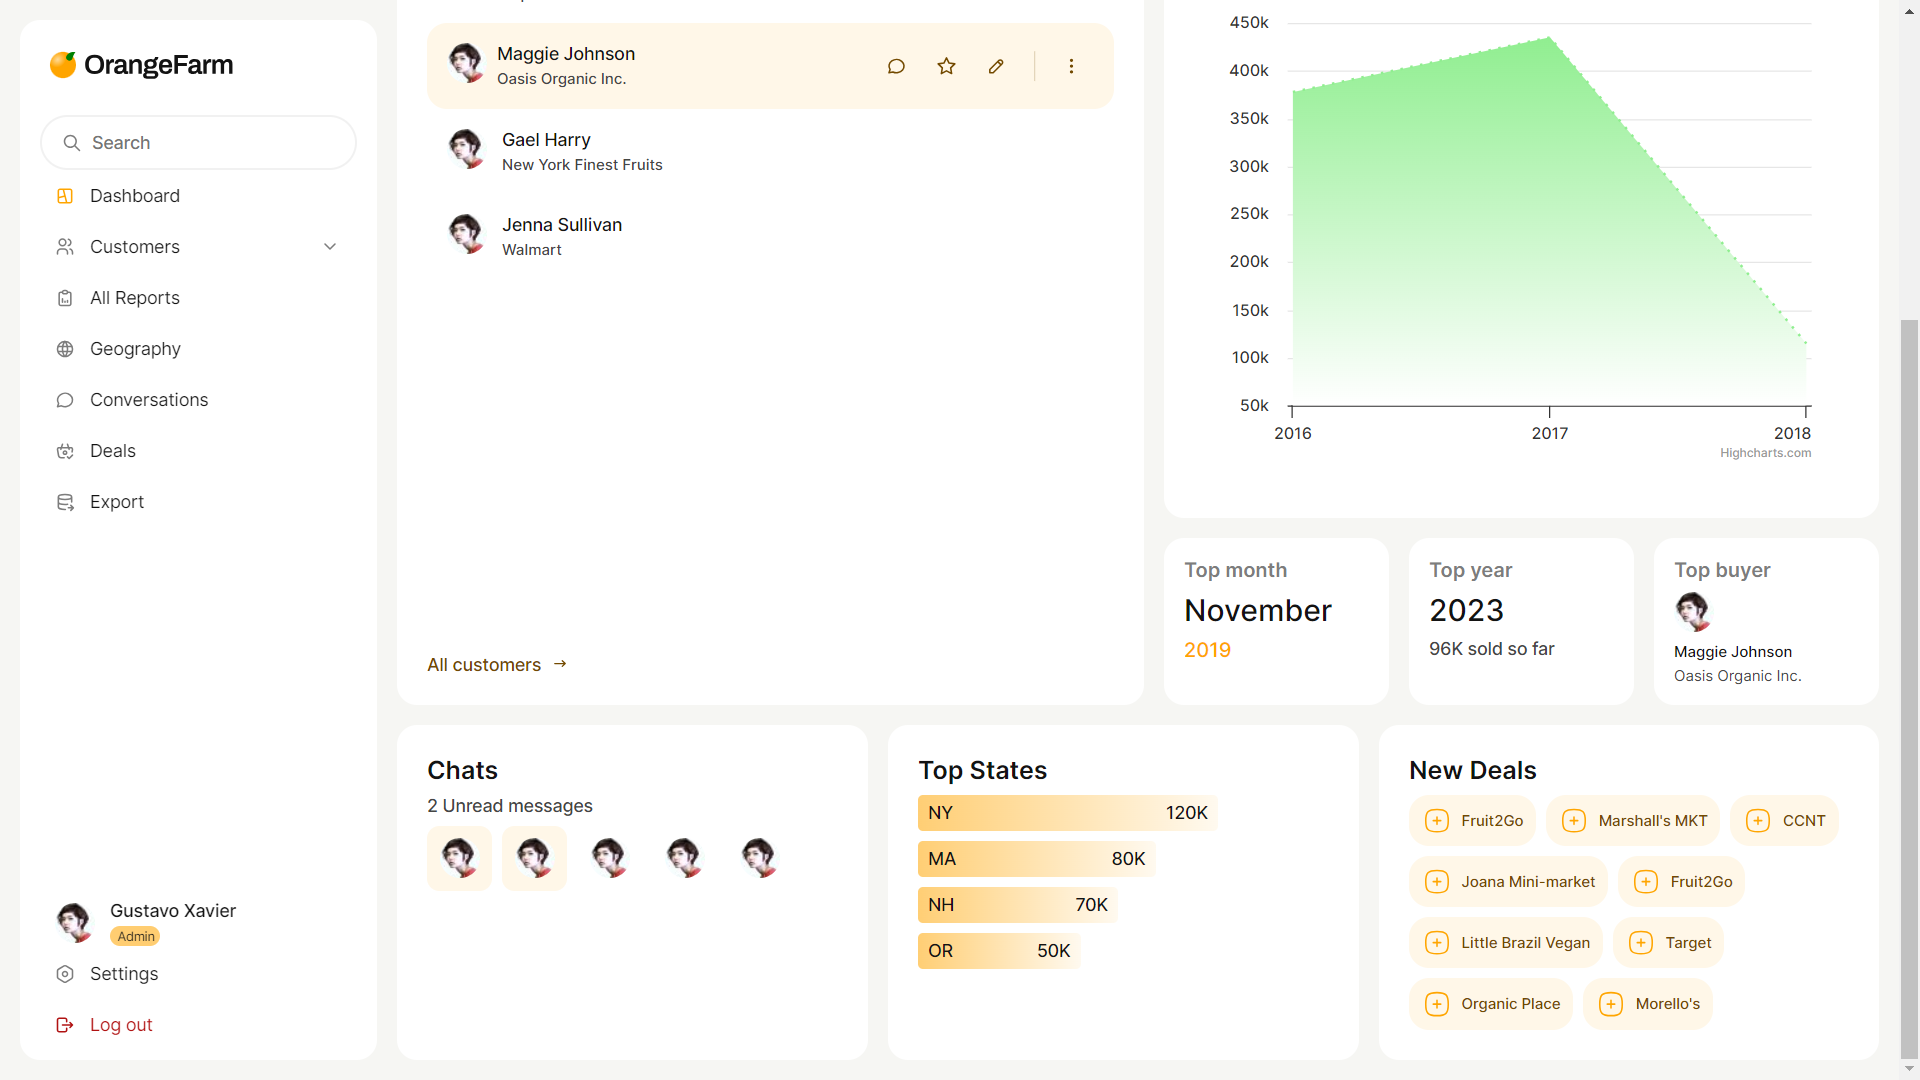 OrangeFarm
Search
Dashboard
Customers
All Reports
Geography
Conversations
Deals
Export
Gustavo Xavier
Admin
Settings
Log out
Maggie Johnson
Oasis Organic Inc.
Gael Harry
New York Finest Fruits
Jenna Sullivan
Walmart
All customers →
450k
400k
350k
300k
250k
200k
150k
100k
50k
2016 2017 2018
Highcharts.com
Top month
November
2019
Top year
2023
96K sold so far
Top buyer
Maggie Johnson
Oasis Organic Inc.
Chats
2 Unread messages
Top States
NY 120K
MA 80K
NH 70K
OR 50K
New Deals
Fruit2Go Marshall's MKT CCNT
Joana Mini-market Fruit2Go
Little Brazil Vegan Target
Organic Place Morello's